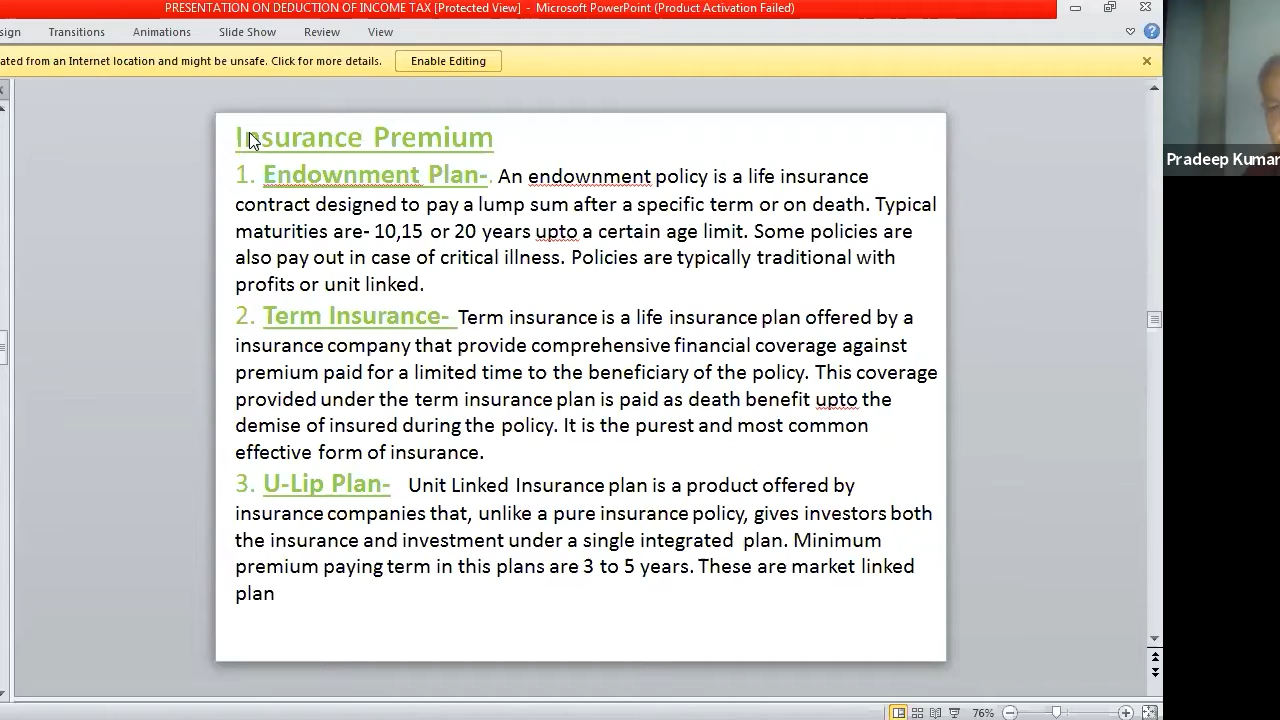 PRESENTATION ON DEDUCTION OF INCOME TAX [Protected View] - Microsoft PowerPoint (Product Activation Failed)
sign Transitions Animations Slide Show Review View
ated from an Internet location and might be unsafe. Click for more details. Enable Editing
Insurance Premium
1. Endownment Plan-. An endownment policy is a life insurance
contract designed to pay a lump sum after a specific term or on death. Typical
maturities are- 10,15 or 20 years upto a certain age limit. Some policies are
also pay out in case of critical illness. Policies are typically traditional with
profits or unit linked.
2. Term Insurance- Term insurance is a life insurance plan offered by a
insurance company that provide comprehensive financial coverage against
premium paid for a limited time to the beneficiary of the policy. This coverage
provided under the term insurance plan is paid as death benefit upto the
demise of insured during the policy. It is the purest and most common
effective form of insurance.
3. U-Lip Plan- Unit Linked Insurance plan is a product offered by
insurance companies that, unlike a pure insurance policy, gives investors both
the insurance and investment under a single integrated plan. Minimum
premium paying term in this plans are 3 to 5 years. These are market linked
plan
Pradeep Kumar
76%